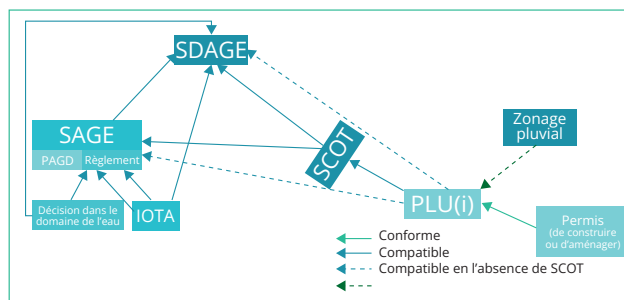 SDAGE
SAGE
PAGD Règlement
Décision dans le
domaine de l'eau
IOTA
SCOT
Zonage
pluvial
PLU(i)
Permis
(de construire
ou d'aménager)
Conforme
Compatible
Compatible en l'absence de SCOT